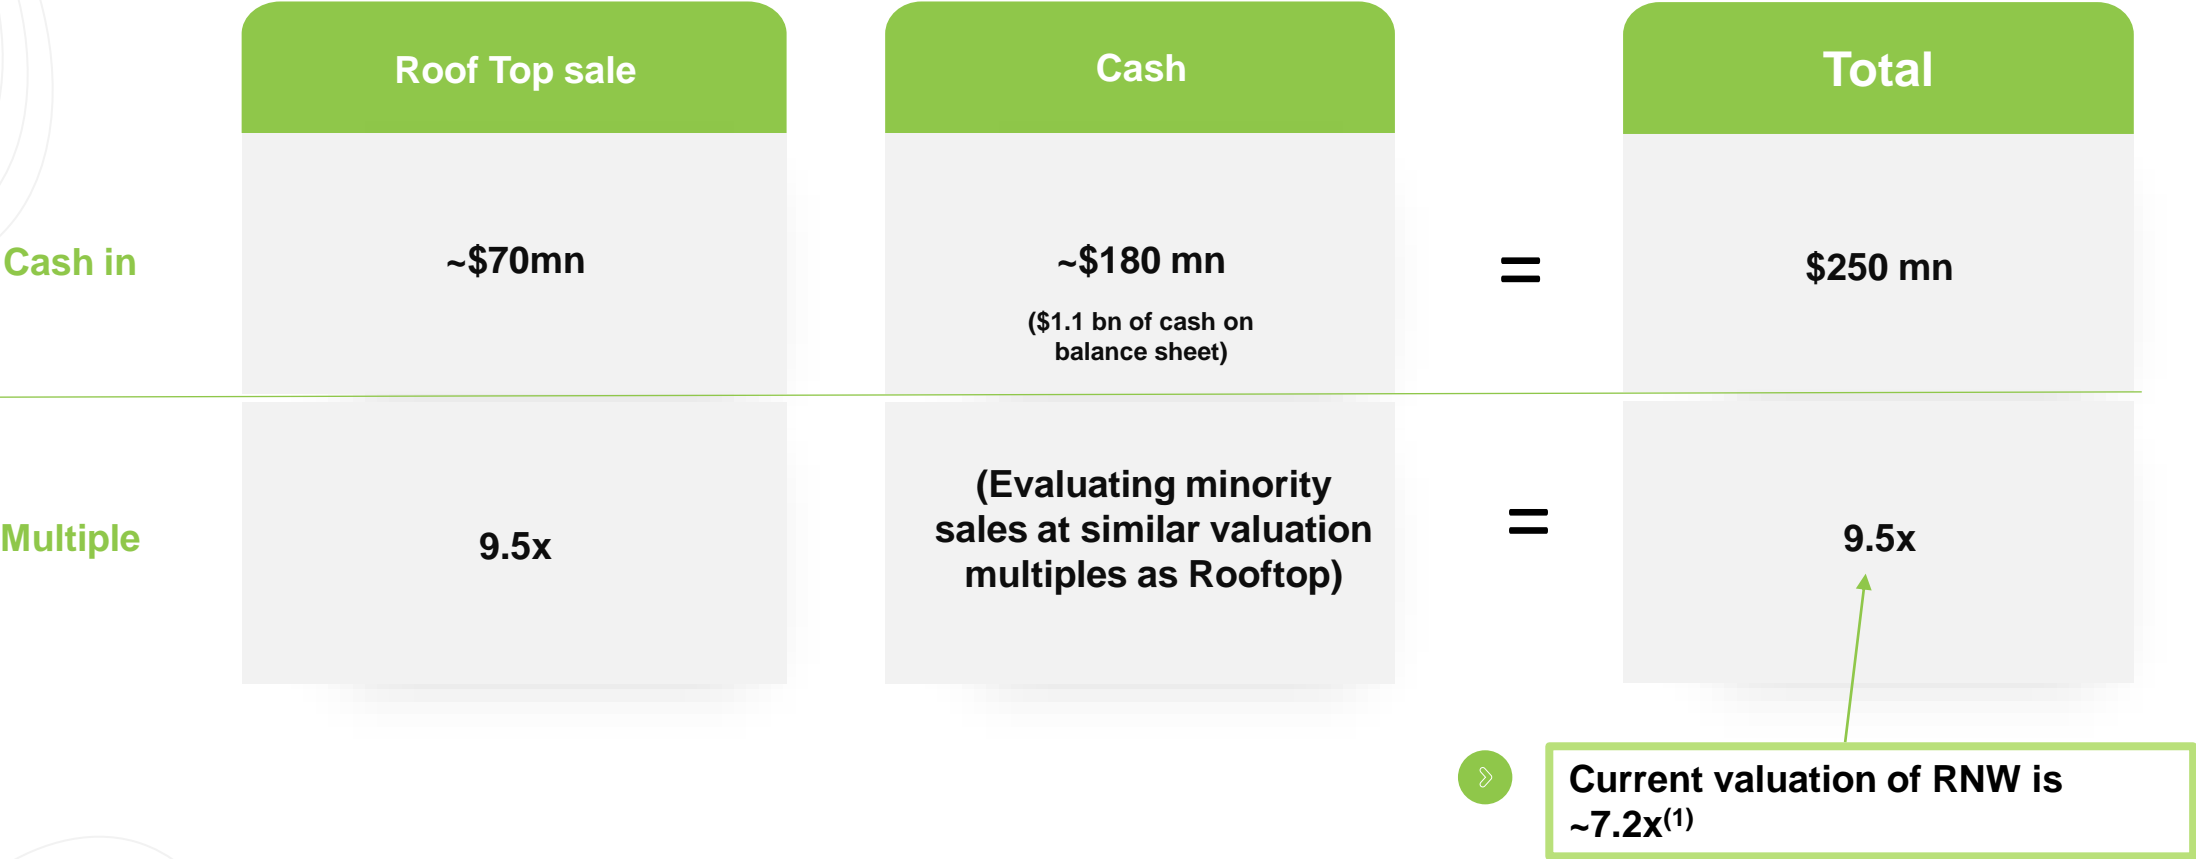 Roof Top sale
Cash
Total
Cash in
~$70mn
~$180 mn
($1.1 bn of cash on
balance sheet)
=
$250 mn
Multiple
9.5x
(Evaluating minority
sales at similar valuation
multiples as Rooftop)
=
9.5x
Current valuation of RNW is
~7.2x(1)